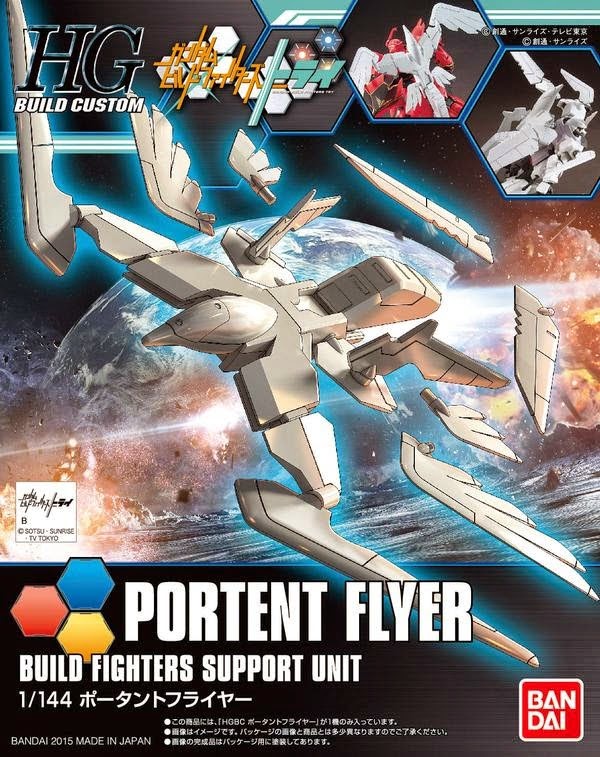 HG
BUILD CUSTOM
ガンダム
ビルドファイターズトライ
© 創通・サンライズ・テレビ東京
© 創通・サンライズ
B
© SOTSU・SUNRISE
・TV TOKYO
PORTENT FLYER
BUILD FIGHTERS SUPPORT UNIT
1/144 ポータントフライヤー
●この商品には、「HGBC ポータントフライヤー」が1機のみ入っています。
●画像はイメージです。パッケージの画像と商品とは多少異なりますのでご了承ください。
●画像の完成品はパッケージ用に塗装してあります。
BANDAI 2015 MADE IN JAPAN
BAN
DAI